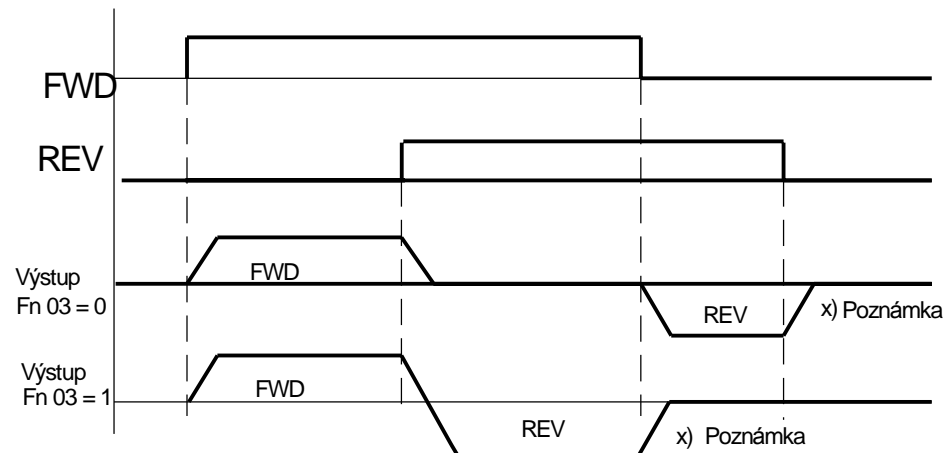 FWD
REV
Výstup
Fn 03 = 0
FWD
REV
x) Poznámka
Výstup
Fn 03 = 1
FWD
REV
x) Poznámka